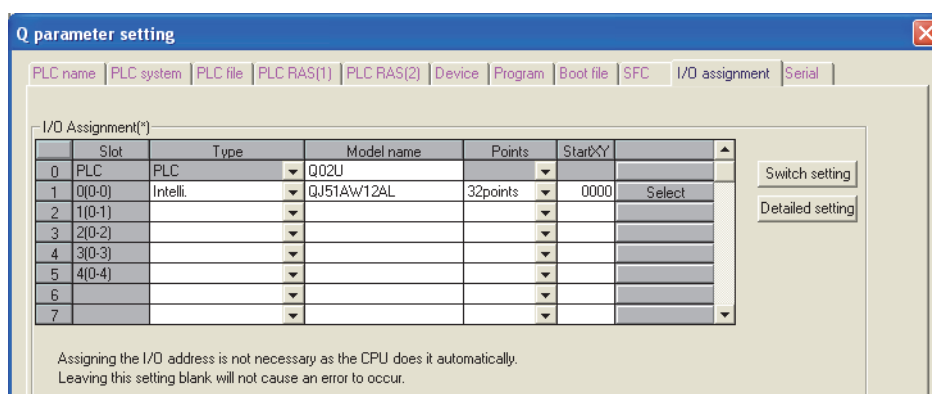 Q parameter setting
PLC name PLC system PLC file PLC RAS(1) PLC RAS(2) Device Program Boot file SFC I/O assignment Serial
I/O Assignment(*)
Slot Type Model name Points StartXY
0 PLC PLC Q02U
1 0(0-0) Intelli. QJ51AW12AL 32points 0000 Select
2 1(0-1)
3 2(0-2)
4 3(0-3)
5 4(0-4)
6
7
Switch setting
Detailed setting
Assigning the I/O address is not necessary as the CPU does it automatically.
Leaving this setting blank will not cause an error to occur.